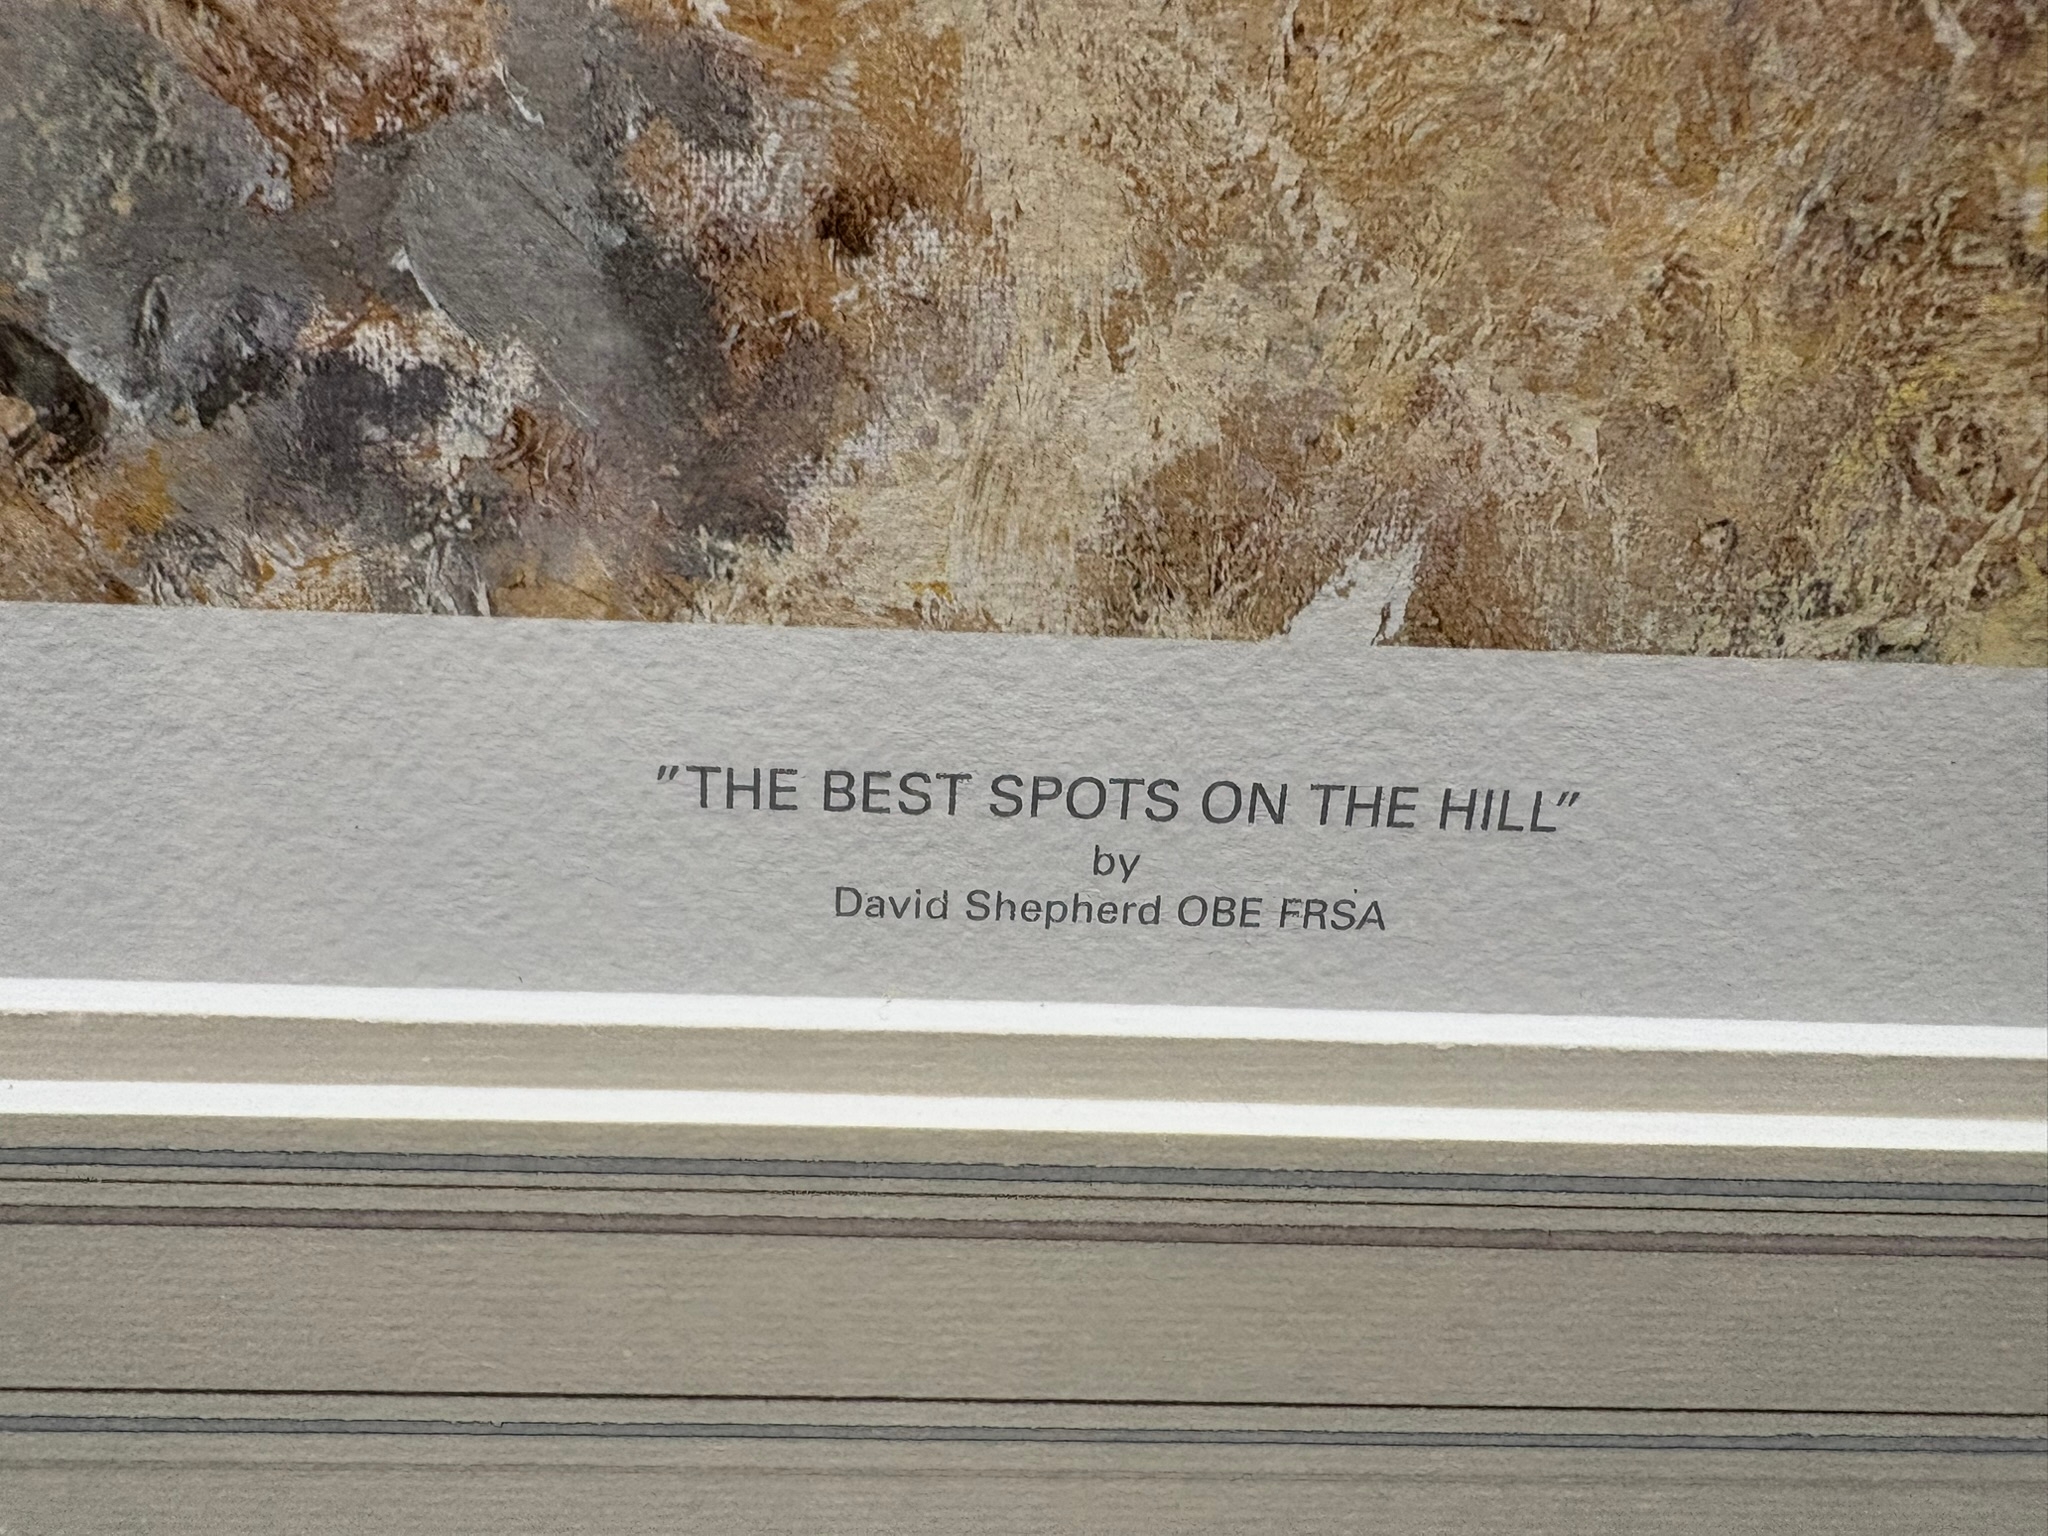 "THE BEST SPOTS ON THE HILL"
by
David Shepherd OBE FRSA